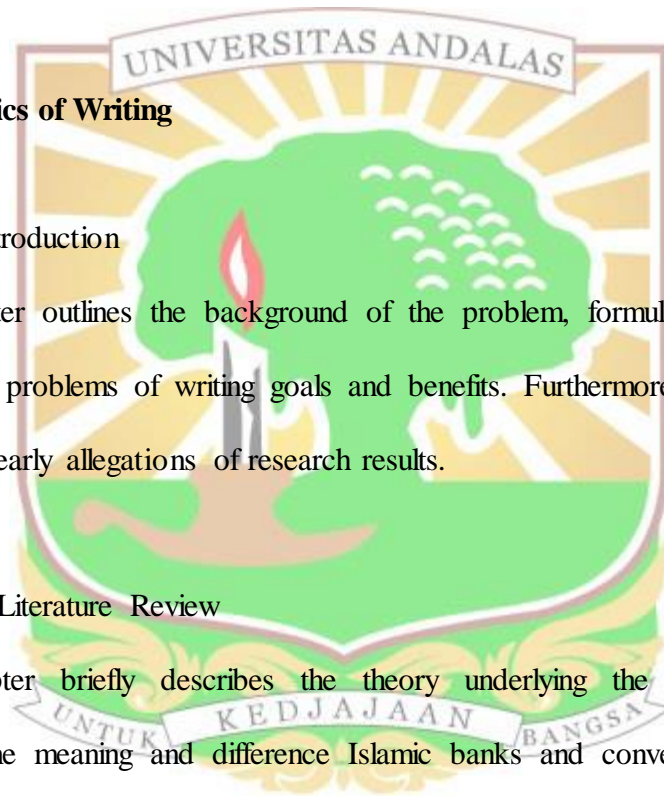 UNIVERSITAS ANDALAS
ics of Writing
troduction
ter outlines the background of the problem, formul
problems of writing goals and benefits. Furthermore
early allegations of research results.
Literature Review
pter briefly describes the theory underlying the
UNTUK KEDJAJAAN BANGSA
ne meaning and difference Islamic banks and conve